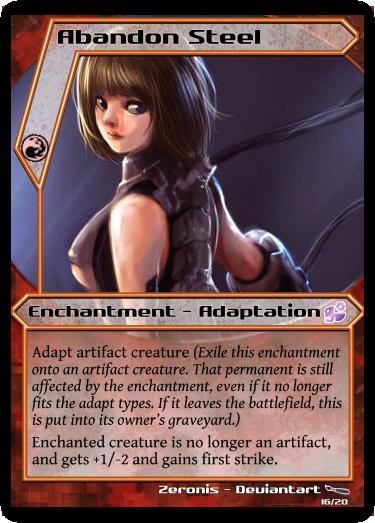 Abandon Steel
Enchantment - Adaptation
Adapt artifact creature (Exile this enchantment
onto an artifact creature. That permanent is still
affected by the enchantment, even if it no longer
fits the adapt types. If it leaves the battlefield, this
is put into its owner's graveyard.)
Enchanted creature is no longer an artifact,
and gets +1/-2 and gains first strike.
Zeronis - Deviantart
16/20